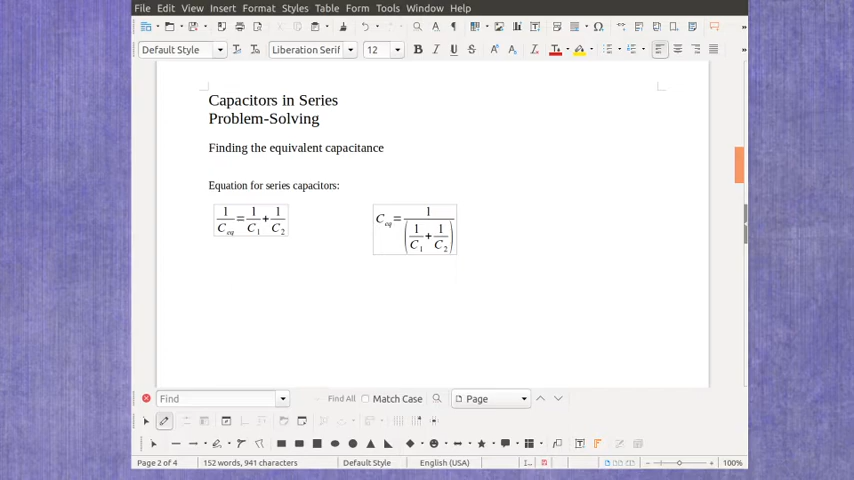 File Edit View Insert Format Styles Table Form Tools Window Help
Default Style Liberation Serif 12
Capacitors in Series
Problem-Solving
Finding the equivalent capacitance
Equation for series capacitors:
1/C_eq = 1/C_1 + 1/C_2
C_eq = 1/(1/C_1 + 1/C_2)
Find Find All Match Case Page
Page 2 of 4 152 words, 941 characters Default Style English (USA) 100%